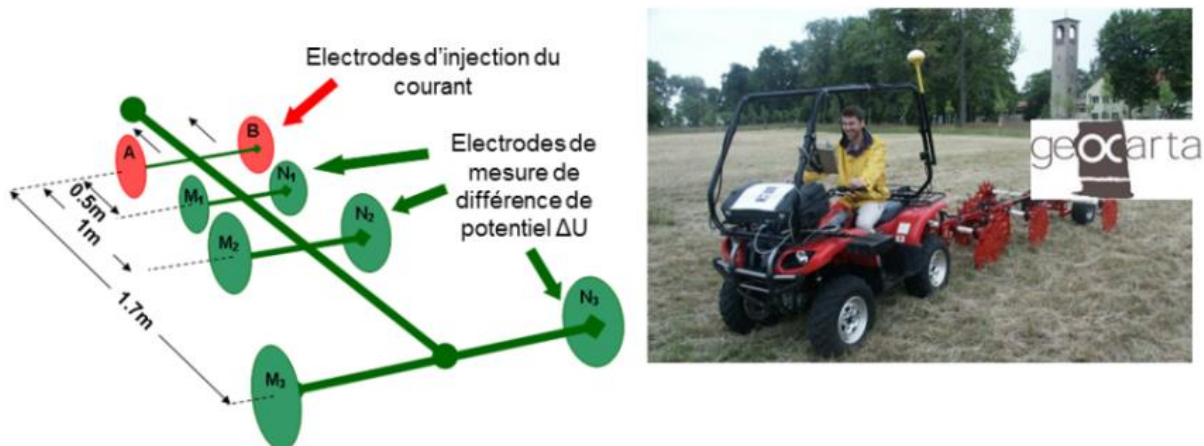 Electrodes d'injection du
courant
A
B
Electrodes de
mesure de
différence de
potentiel ΔU
M1
N1
M2
N2
M3
N3
0.5m
1m
1.7m
geocarta